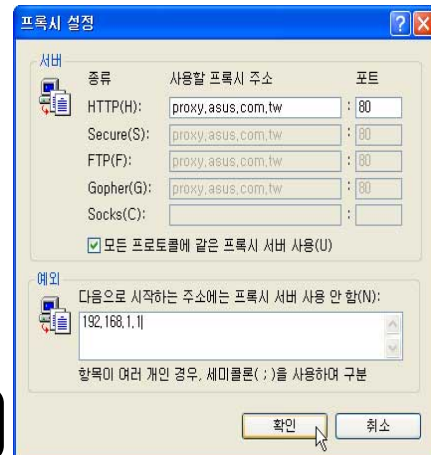 프록시 설정
서버
종류 사용할 프록시 주소 포트
HTTP(H): proxy.asus.com.tw : 80
Secure(S): proxy.asus.com.tw : 80
FTP(F): proxy.asus.com.tw : 80
Gopher(G): proxy.asus.com.tw : 80
Socks(C): :
모든 프로토콜에 같은 프록시 서버 사용(U)
예외
다음으로 시작하는 주소에는 프록시 서버 사용 안 함(N):
192.168.1.1
항목이 여러 개인 경우, 세미콜론( ; )을 사용하여 구분
확인 취소